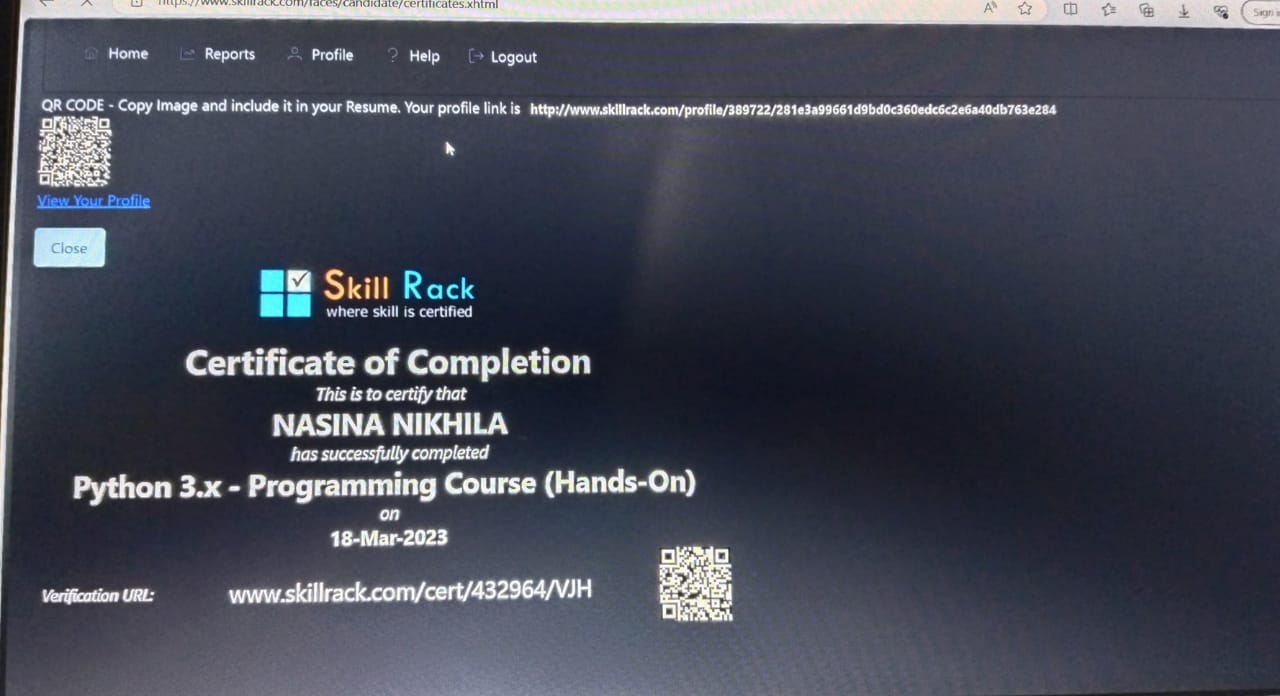 https://www.skillrack.com/faces/candidate/certificates.xhtml
Sign
Home Reports Profile Help Logout
QR CODE - Copy Image and include it in your Resume. Your profile link is http://www.skillrack.com/profile/389722/281e3a99661d9bd0c360edc6c2e6a40db763e284
View Your Profile
Close
Skill Rack
where skill is certified
Certificate of Completion
This is to certify that
NASINA NIKHILA
has successfully completed
Python 3.x - Programming Course (Hands-On)
on
18-Mar-2023
Verification URL: www.skillrack.com/cert/432964/VJH